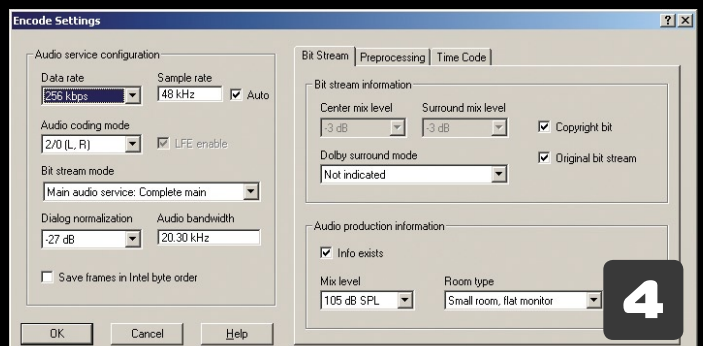 Encode Settings
Audio service configuration
Data rate
Sample rate
256 kbps
48 kHz
Auto
Audio coding mode
2/0 (L, R)
LFE enable
Bit stream mode
Main audio service: Complete main
Dialog normalization
Audio bandwidth
-27 dB
20.30 kHz
Save frames in Intel byte order
OK
Cancel
Help
Bit Stream
Preprocessing
Time Code
Bit stream information
Center mix level
Surround mix level
-3 dB
-3 dB
Copyright bit
Dolby surround mode
Original bit stream
Not indicated
Audio production information
Info exists
Mix level
Room type
105 dB SPL
Small room, flat monitor
4